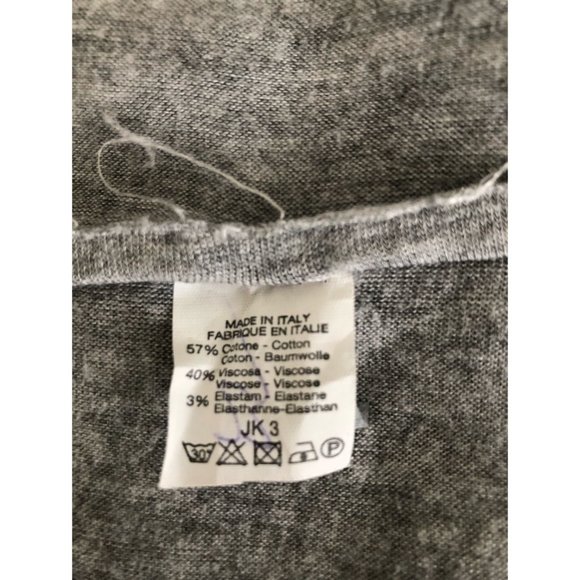 MADE IN ITALY
FABRIQUE EN ITALIE
57% Cotone - Cotton
Coton - Baumwolle
40% Viscosa - Viscose
Viscose - Viscose
3% Elastam - Elastane
Elasthanne-Elasthan
JK 3
30° P